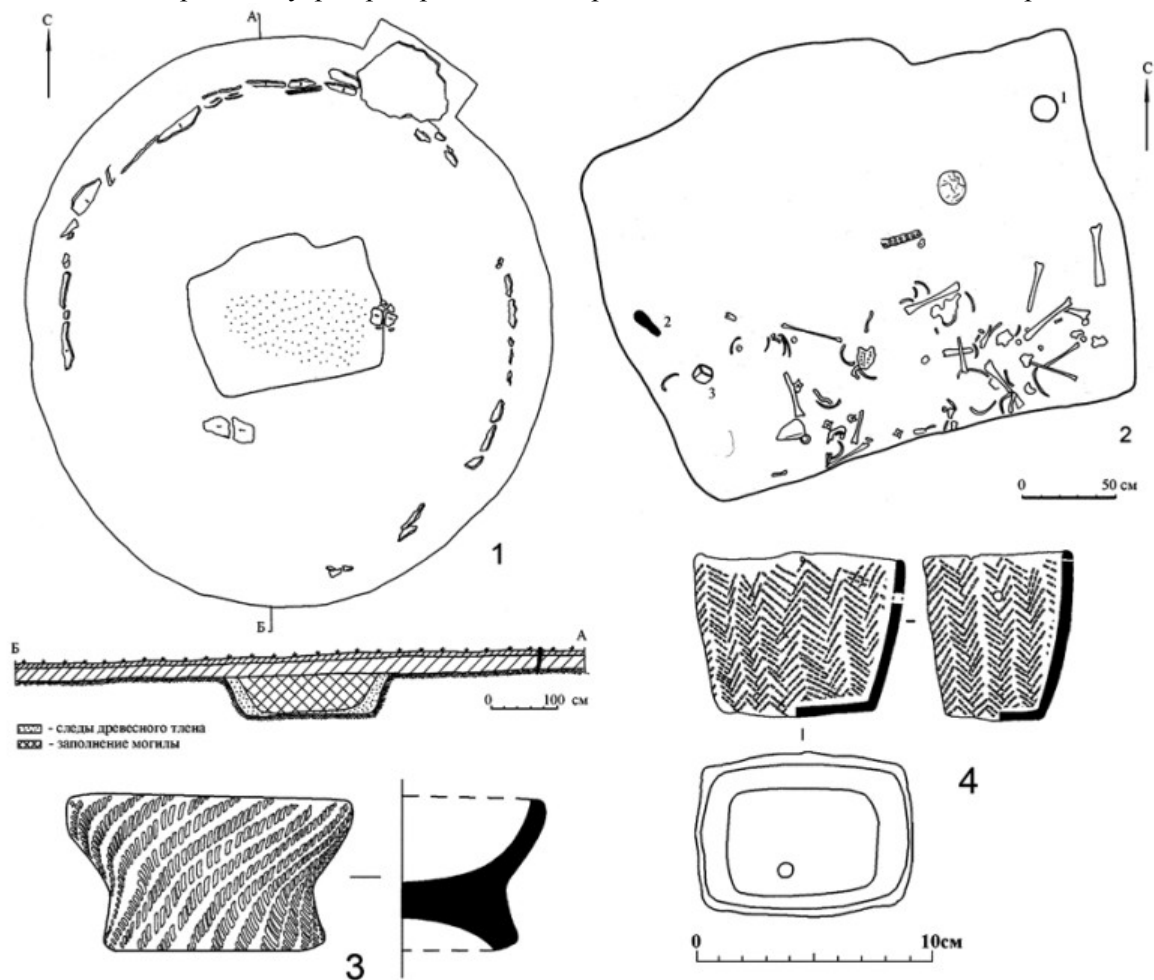 С
А
С
1
2
3
2
0 50 см
1
Б
Б
А
0 100 см
- следы древесного тлена
- заполнение могилы
4
3
0 10см